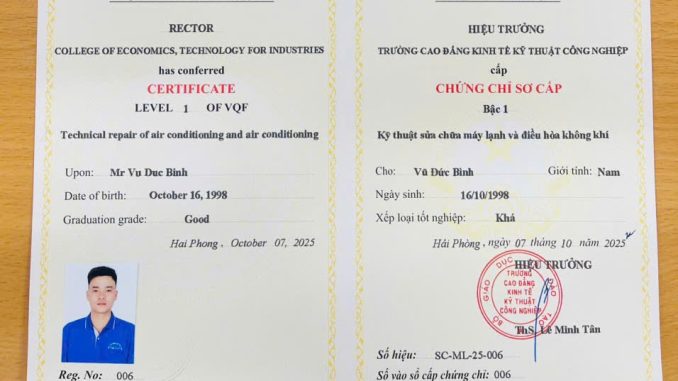 RECTOR
COLLEGE OF ECONOMICS, TECHNOLOGY FOR INDUSTRIES
has conferred
CERTIFICATE
LEVEL 1 OF VQF
Technical repair of air conditioning and air conditioning
Upon: Mr Vu Duc Binh
Date of birth: October 16, 1998
Graduation grade: Good
Hai Phong, October 07, 2025
Reg. No: 006
HIỆU TRƯỞNG
TRƯỜNG CAO ĐẲNG KINH TẾ KỸ THUẬT CÔNG NGHIỆP
cấp
CHỨNG CHỈ SƠ CẤP
Bậc 1
Kỹ thuật sửa chữa máy lạnh và điều hòa không khí
Cho: Vũ Đức Bình Giới tính: Nam
Ngày sinh: 16/10/1998
Xếp loại tốt nghiệp: Khá
Hải Phòng, ngày 07 tháng 10 năm 2025
HIỆU TRƯỞNG
BỘ GIÁO DỤC ĐÀO TẠO
TRƯỜNG
CAO ĐẲNG
KINH TẾ
KỸ THUẬT
CÔNG NGHIỆP
ThS. Lê Minh Tân
Số hiệu: SC-ML-25-006
Số vào sổ cấp chứng chỉ: 006